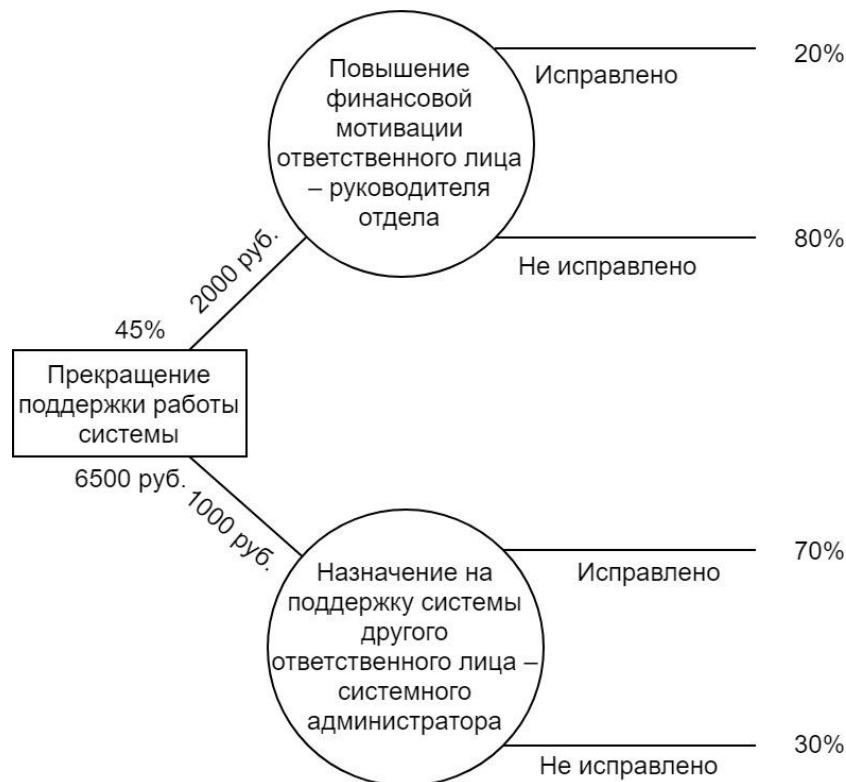 Повышение
финансовой
мотивации
ответственного лица
– руководителя
отдела
Исправлено
20%
Не исправлено
80%
2000 руб.
45%
Прекращение
поддержки работы
системы
6500 руб.
1000 руб.
Назначение на
поддержку системы
другого
ответственного лица –
системного
администратора
Исправлено
70%
Не исправлено
30%